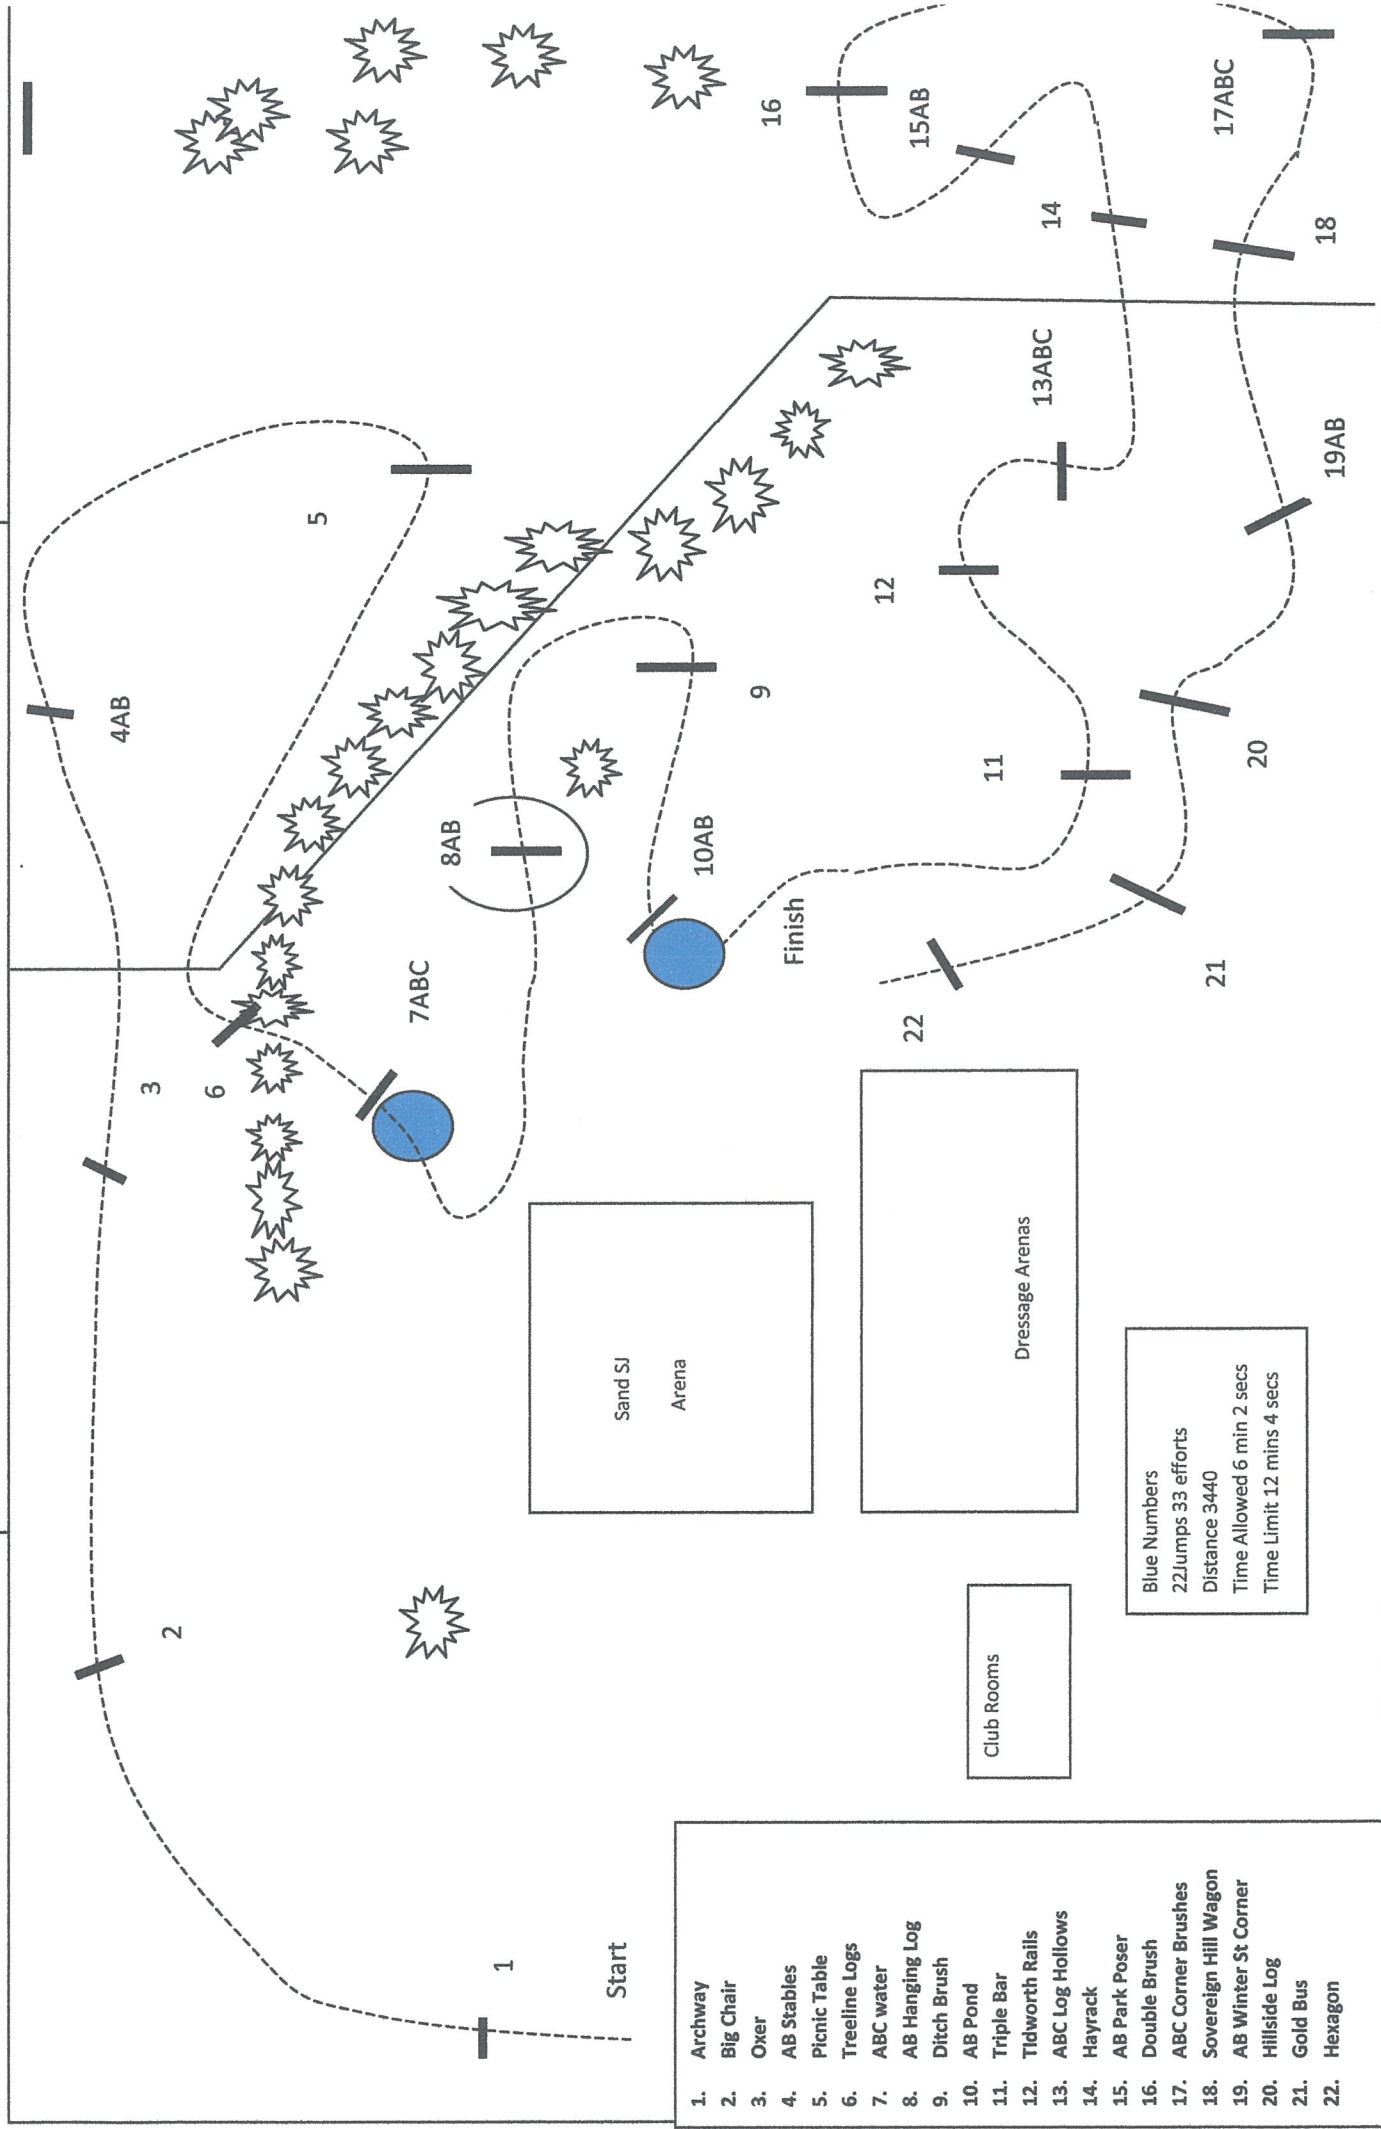 16
15AB
17ABC
14
18
13ABC
5
19AB
12
4AB
9
20
11
8AB
10AB
Finish
7ABC
21
22
3
6
Dressage Arenas
Sand SJ
Arena
Blue Numbers
22Jumps 33 efforts
Distance 3440
Time Allowed 6 min 2 secs
Time Limit 12 mins 4 secs
2
Club Rooms
1
Start
1. Archway
2. Big Chair
3. Oxer
4. AB Stables
5. Picnic Table
6. Treeline Logs
7. ABC water
8. AB Hanging Log
9. Ditch Brush
10. AB Pond
11. Triple Bar
12. Tidworth Rails
13. ABC Log Hollows
14. Hayrack
15. AB Park Poser
16. Double Brush
17. ABC Corner Brushes
18. Sovereign Hill Wagon
19. AB Winter St Corner
20. Hillside Log
21. Gold Bus
22. Hexagon